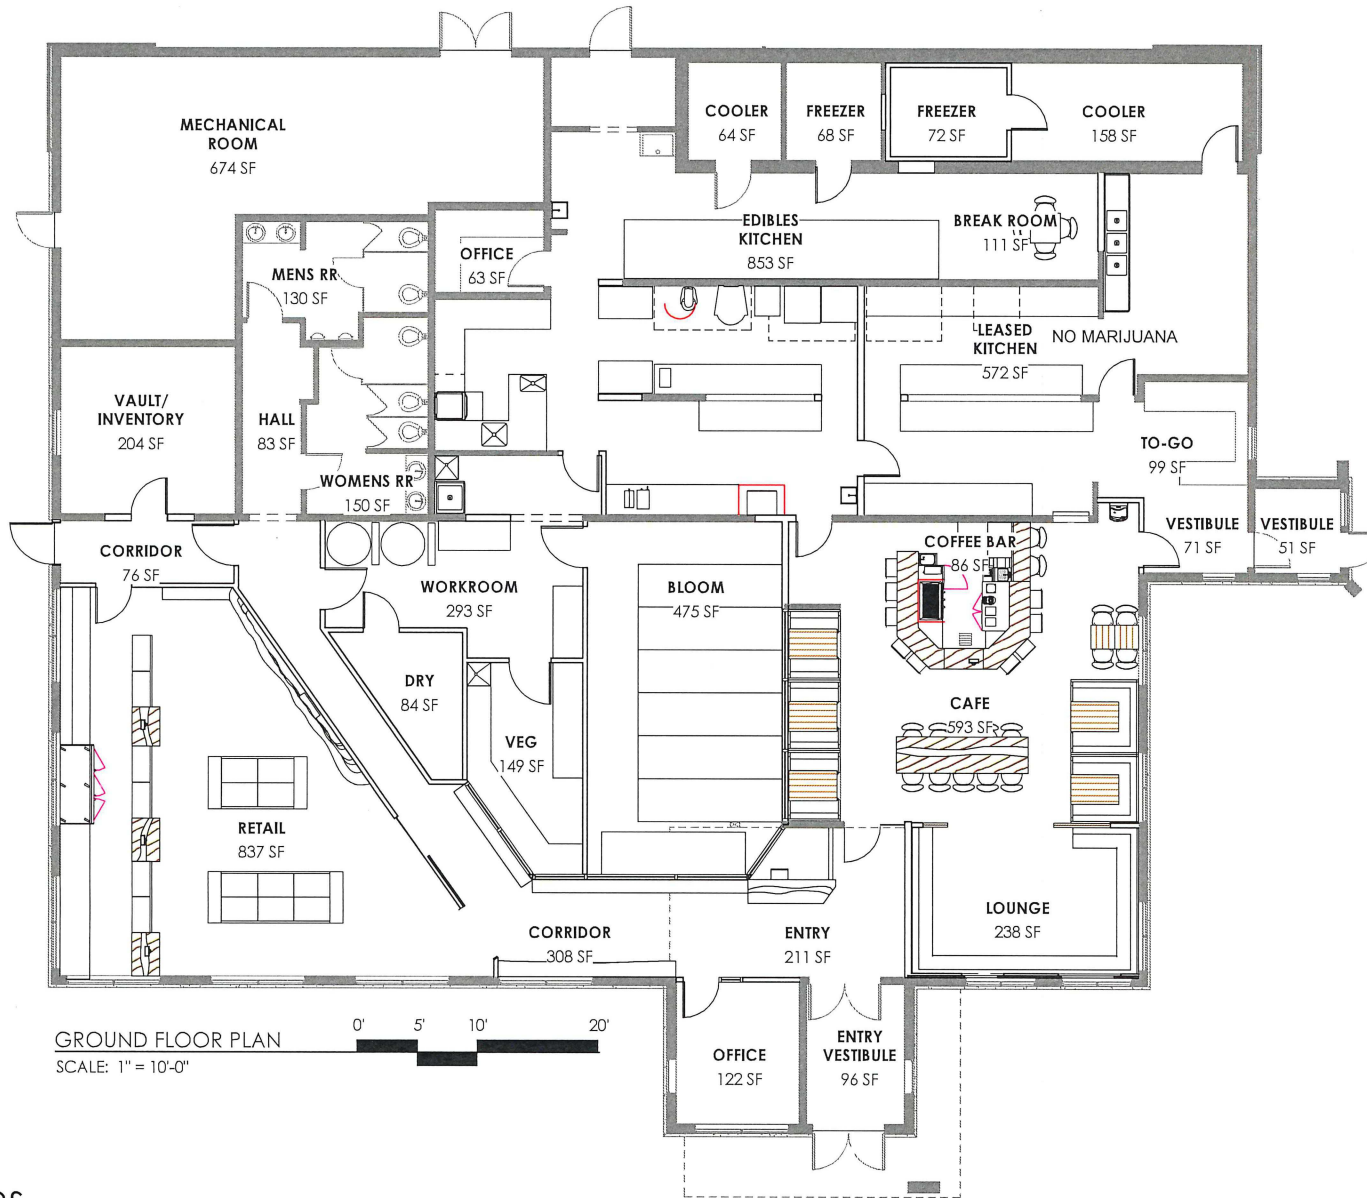 MECHANICAL
ROOM
674 SF
COOLER
64 SF
FREEZER
68 SF
FREEZER
72 SF
COOLER
158 SF
EDIBLES
KITCHEN
853 SF
BREAK ROOM
111 SF
OFFICE
63 SF
MENS RR
130 SF
LEASED
KITCHEN
572 SF
NO MARIJUANA
VAULT/
INVENTORY
204 SF
HALL
83 SF
WOMENS RR
150 SF
TO-GO
99 SF
VESTIBULE
71 SF
VESTIBULE
51 SF
CORRIDOR
76 SF
WORKROOM
293 SF
BLOOM
475 SF
COFFEE BAR
86 SF
DRY
84 SF
VEG
149 SF
CAFE
593 SF
RETAIL
837 SF
CORRIDOR
308 SF
ENTRY
211 SF
LOUNGE
238 SF
OFFICE
122 SF
ENTRY
VESTIBULE
96 SF
GROUND FLOOR PLAN
SCALE: 1" = 10'-0"
0' 5' 10' 20'